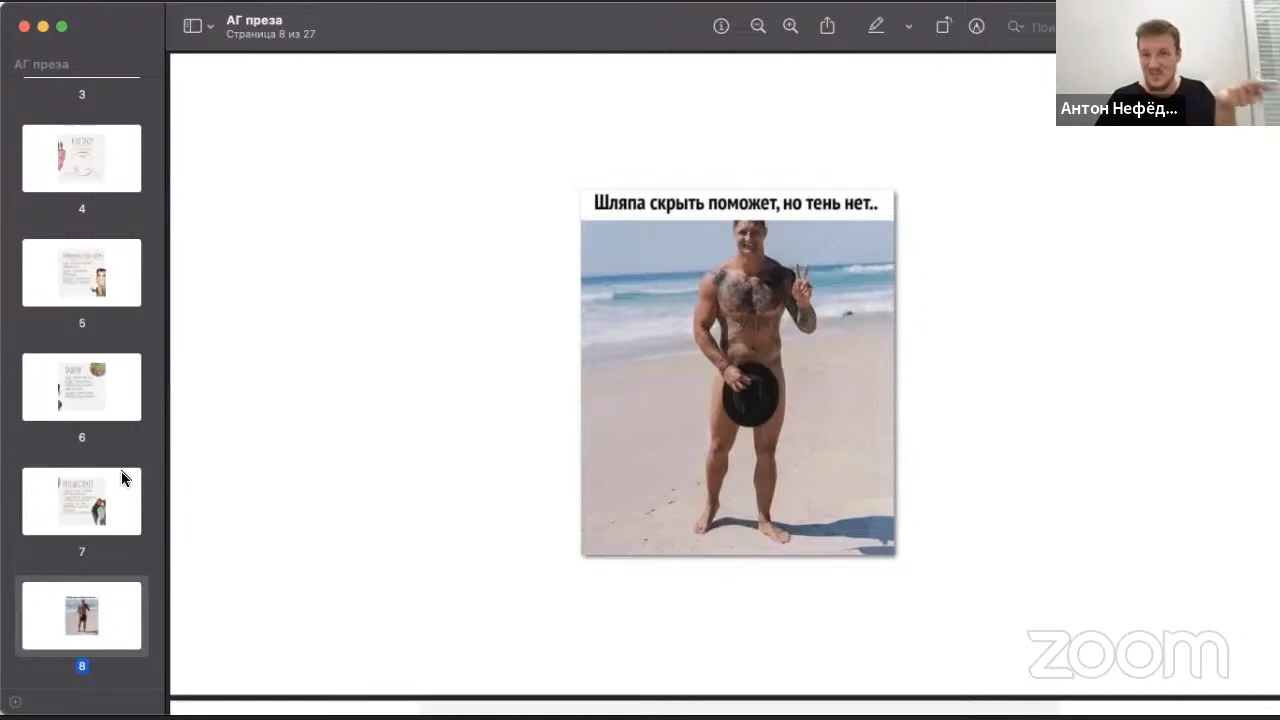 АГ преза
Страница 8 из 27
Пои
АГ преза
Антон Нефёд...
3
4
5
6
7
8
Шляпа скрыть поможет, но тень нет..
zoom